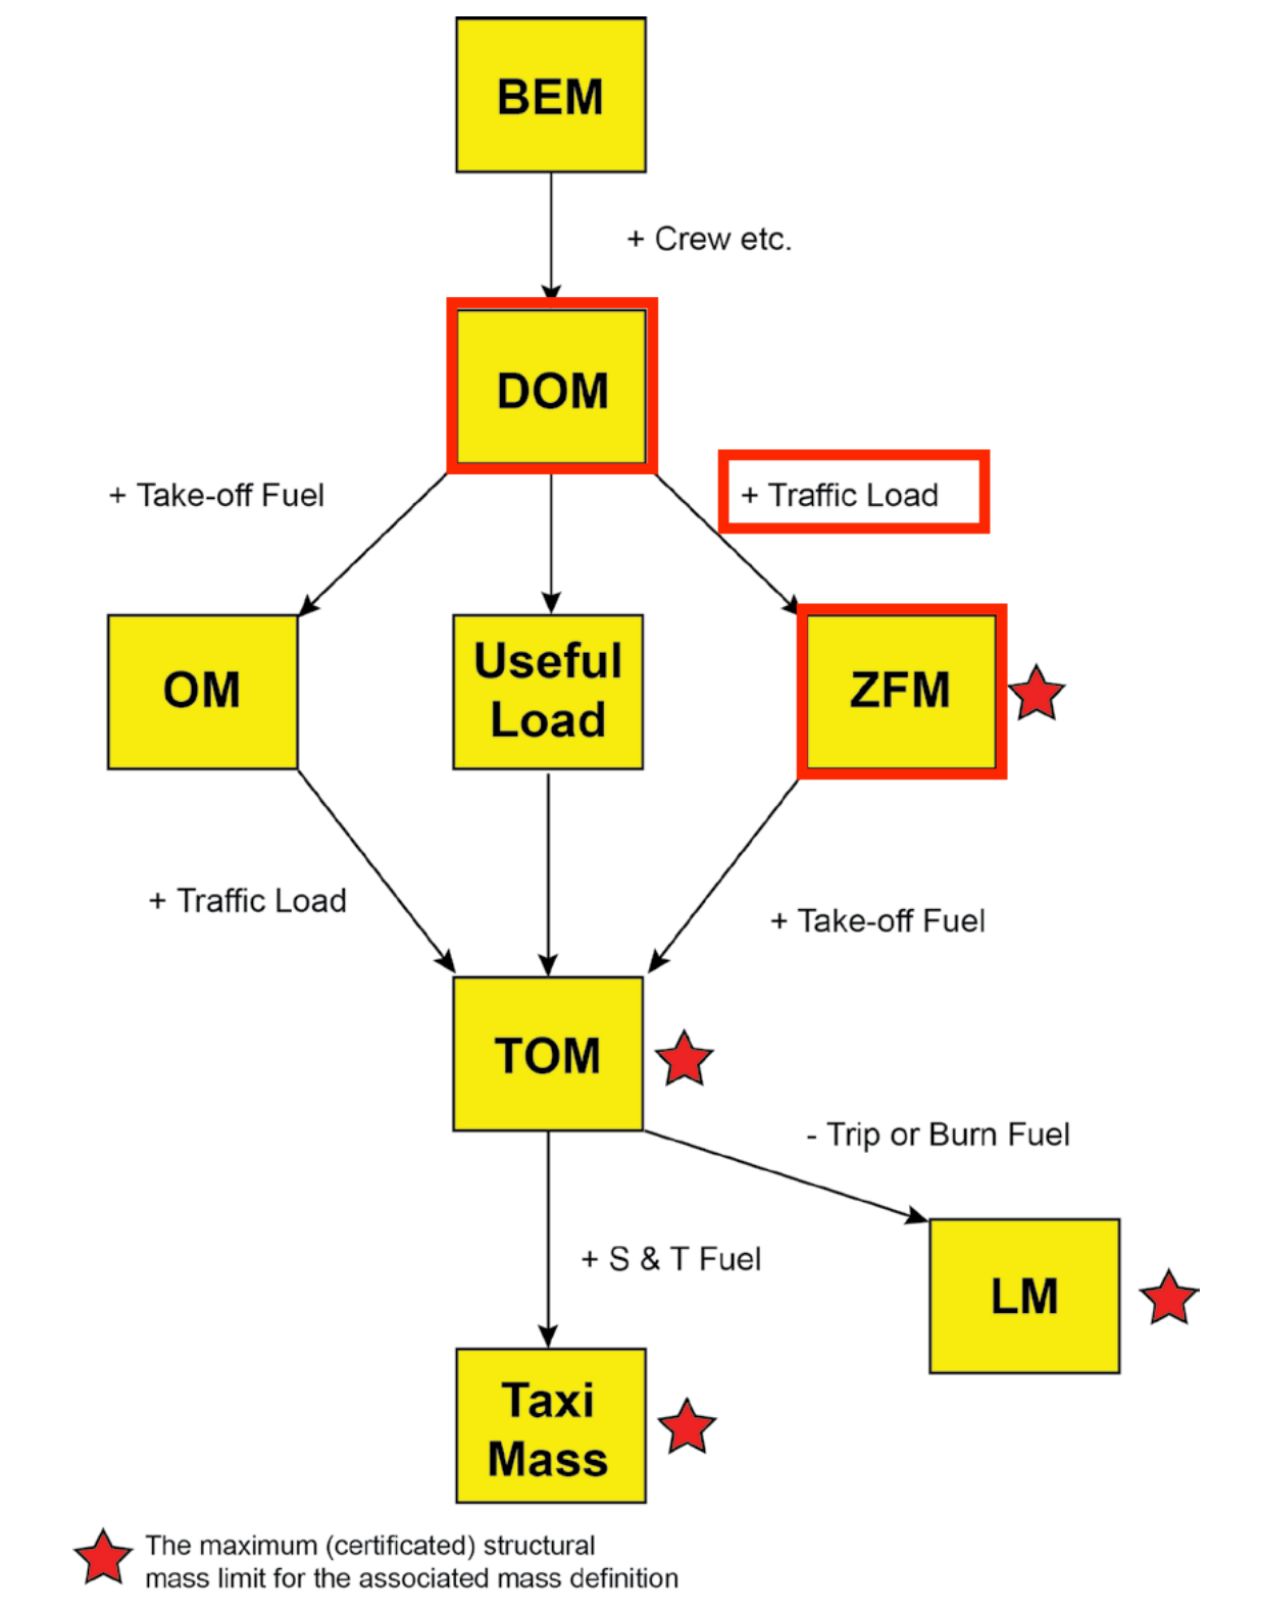 BEM
+ Crew etc.
DOM
+ Take-off Fuel
+ Traffic Load
OM
Useful
Load
ZFM
+ Traffic Load
+ Take-off Fuel
TOM
- Trip or Burn Fuel
+ S & T Fuel
LM
Taxi
Mass
The maximum (certificated) structural
mass limit for the associated mass definition